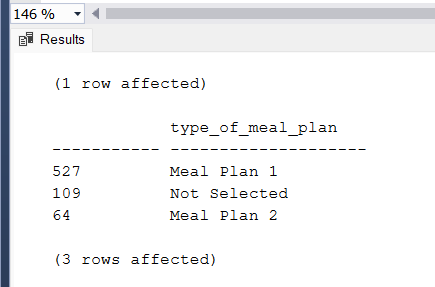 146 %
Results
(1 row affected)
type_of_meal_plan
----------- --------------------
527 Meal Plan 1
109 Not Selected
64 Meal Plan 2
(3 rows affected)